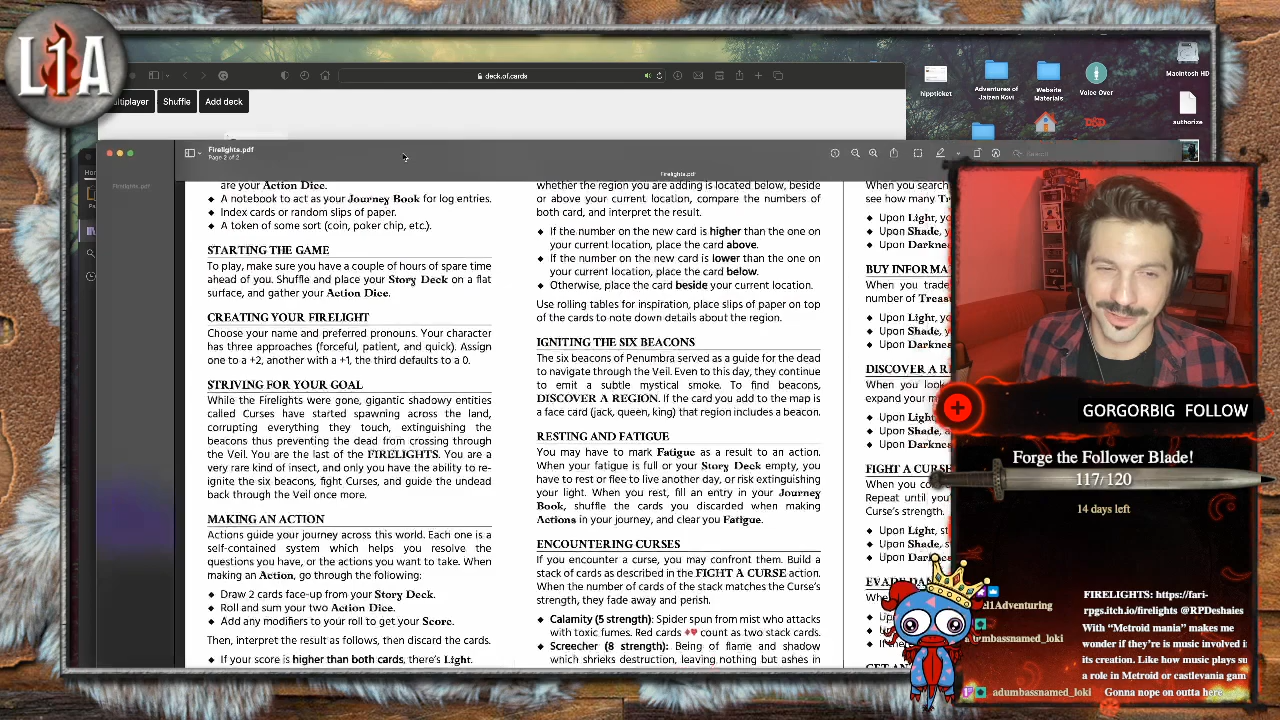 L1A
deck.of.cards
Multiplayer
Shuffle
Add deck
hippticket
Adventures of
Jaizen Kovi
Website
Materials
Voice Over
Macintosh HD
authorize
Firelights.pdf
Page 2 of 2
Search
Firelights.pdf
Firelights.pdf
are your Action Dice.
◆ A notebook to act as your Journey Book for log entries.
◆ Index cards or random slips of paper.
◆ A token of some sort (coin, poker chip, etc.).
STARTING THE GAME
To play, make sure you have a couple of hours of spare time
ahead of you. Shuffle and place your Story Deck on a flat
surface, and gather your Action Dice.
CREATING YOUR FIRELIGHT
Choose your name and preferred pronouns. Your character
has three approaches (forceful, patient, and quick). Assign
one to a +2, another with a +1, the third defaults to a 0.
STRIVING FOR YOUR GOAL
While the Firelights were gone, gigantic shadowy entities
called Curses have started spawning across the land,
corrupting everything they touch, extinguishing the
beacons thus preventing the dead from crossing through
the Veil. You are the last of the FIRELIGHTS. You are a
very rare kind of insect, and only you have the ability to re-
ignite the six beacons, fight Curses, and guide the undead
back through the Veil once more.
MAKING AN ACTION
Actions guide your journey across this world. Each one is a
self-contained system which helps you resolve the
questions you have, or the actions you want to take. When
making an Action, go through the following:
◆ Draw 2 cards face-up from your Story Deck.
◆ Roll and sum your two Action Dice.
◆ Add any modifiers to your roll to get your Score.
Then, interpret the result as follows, then discard the cards.
◆ If your score is higher than both cards, there's Light.
whether the region you are adding is located below, beside
or above your current location, compare the numbers of
both card, and interpret the result.
◆ If the number on the new card is higher than the one on
your current location, place the card above.
◆ If the number on the new card is lower than the one on
your current location, place the card below.
◆ Otherwise, place the card beside your current location.
Use rolling tables for inspiration, place slips of paper on top
of the cards to note down details about the region.
IGNITING THE SIX BEACONS
The six beacons of Penumbra served as a guide for the dead
to navigate through the Veil. Even to this day, they continue
to emit a subtle mystical smoke. To find beacons,
DISCOVER A REGION. If the card you add to the map is
a face card (jack, queen, king) that region includes a beacon.
RESTING AND FATIGUE
You may have to mark Fatigue as a result to an action.
When your fatigue is full or your Story Deck empty, you
have to rest or flee to live another day, or risk extinguishing
your light. When you rest, fill an entry in your Journey
Book, shuffle the cards you discarded when making
Actions in your journey, and clear you Fatigue.
ENCOUNTERING CURSES
If you encounter a curse, you may confront them. Build a
stack of cards as described in the FIGHT A CURSE action.
When the number of cards of the stack matches the Curse's
strength, they fade away and perish.
◆ Calamity (5 strength): Spider spun from mist who attacks
with toxic fumes. Red cards ♦♥ count as two stack cards.
◆ Screecher (8 strength): Being of flame and shadow
which shrieks destruction, leaving nothing but ashes in
When you search
see how many Tr
◆ Upon Light, y
◆ Upon Shade, y
◆ Upon Darkne
BUY INFORMA
When you trade
number of Treas
◆ Upon Light, yo
◆ Upon Shade, y
◆ Upon Darkne
DISCOVER A R
When you look
expand your m
◆ Upon Light
◆ Upon Shad
◆ Upon Dark
FIGHT A CURS
When you co
Repeat until you
Curse's strength.
◆ Upon Light, st
◆ Upon Shade, s
◆ Upon Dark
EVADE DAN
GORGORBIG FOLLOW
Forge the Follower Blade!
117/120
14 days left
el1Adventuring
FIRELIGHTS: https://fari-
rpgs.itch.io/firelights @RPDeshaies
umbassnamed_loki
With “Metroid mania” makes me
wonder if they’re is music involved i
its creation. Like how music plays su
a role in Metroid or castlevania gam
adumbassnamed_loki
Gonna nope on outta here